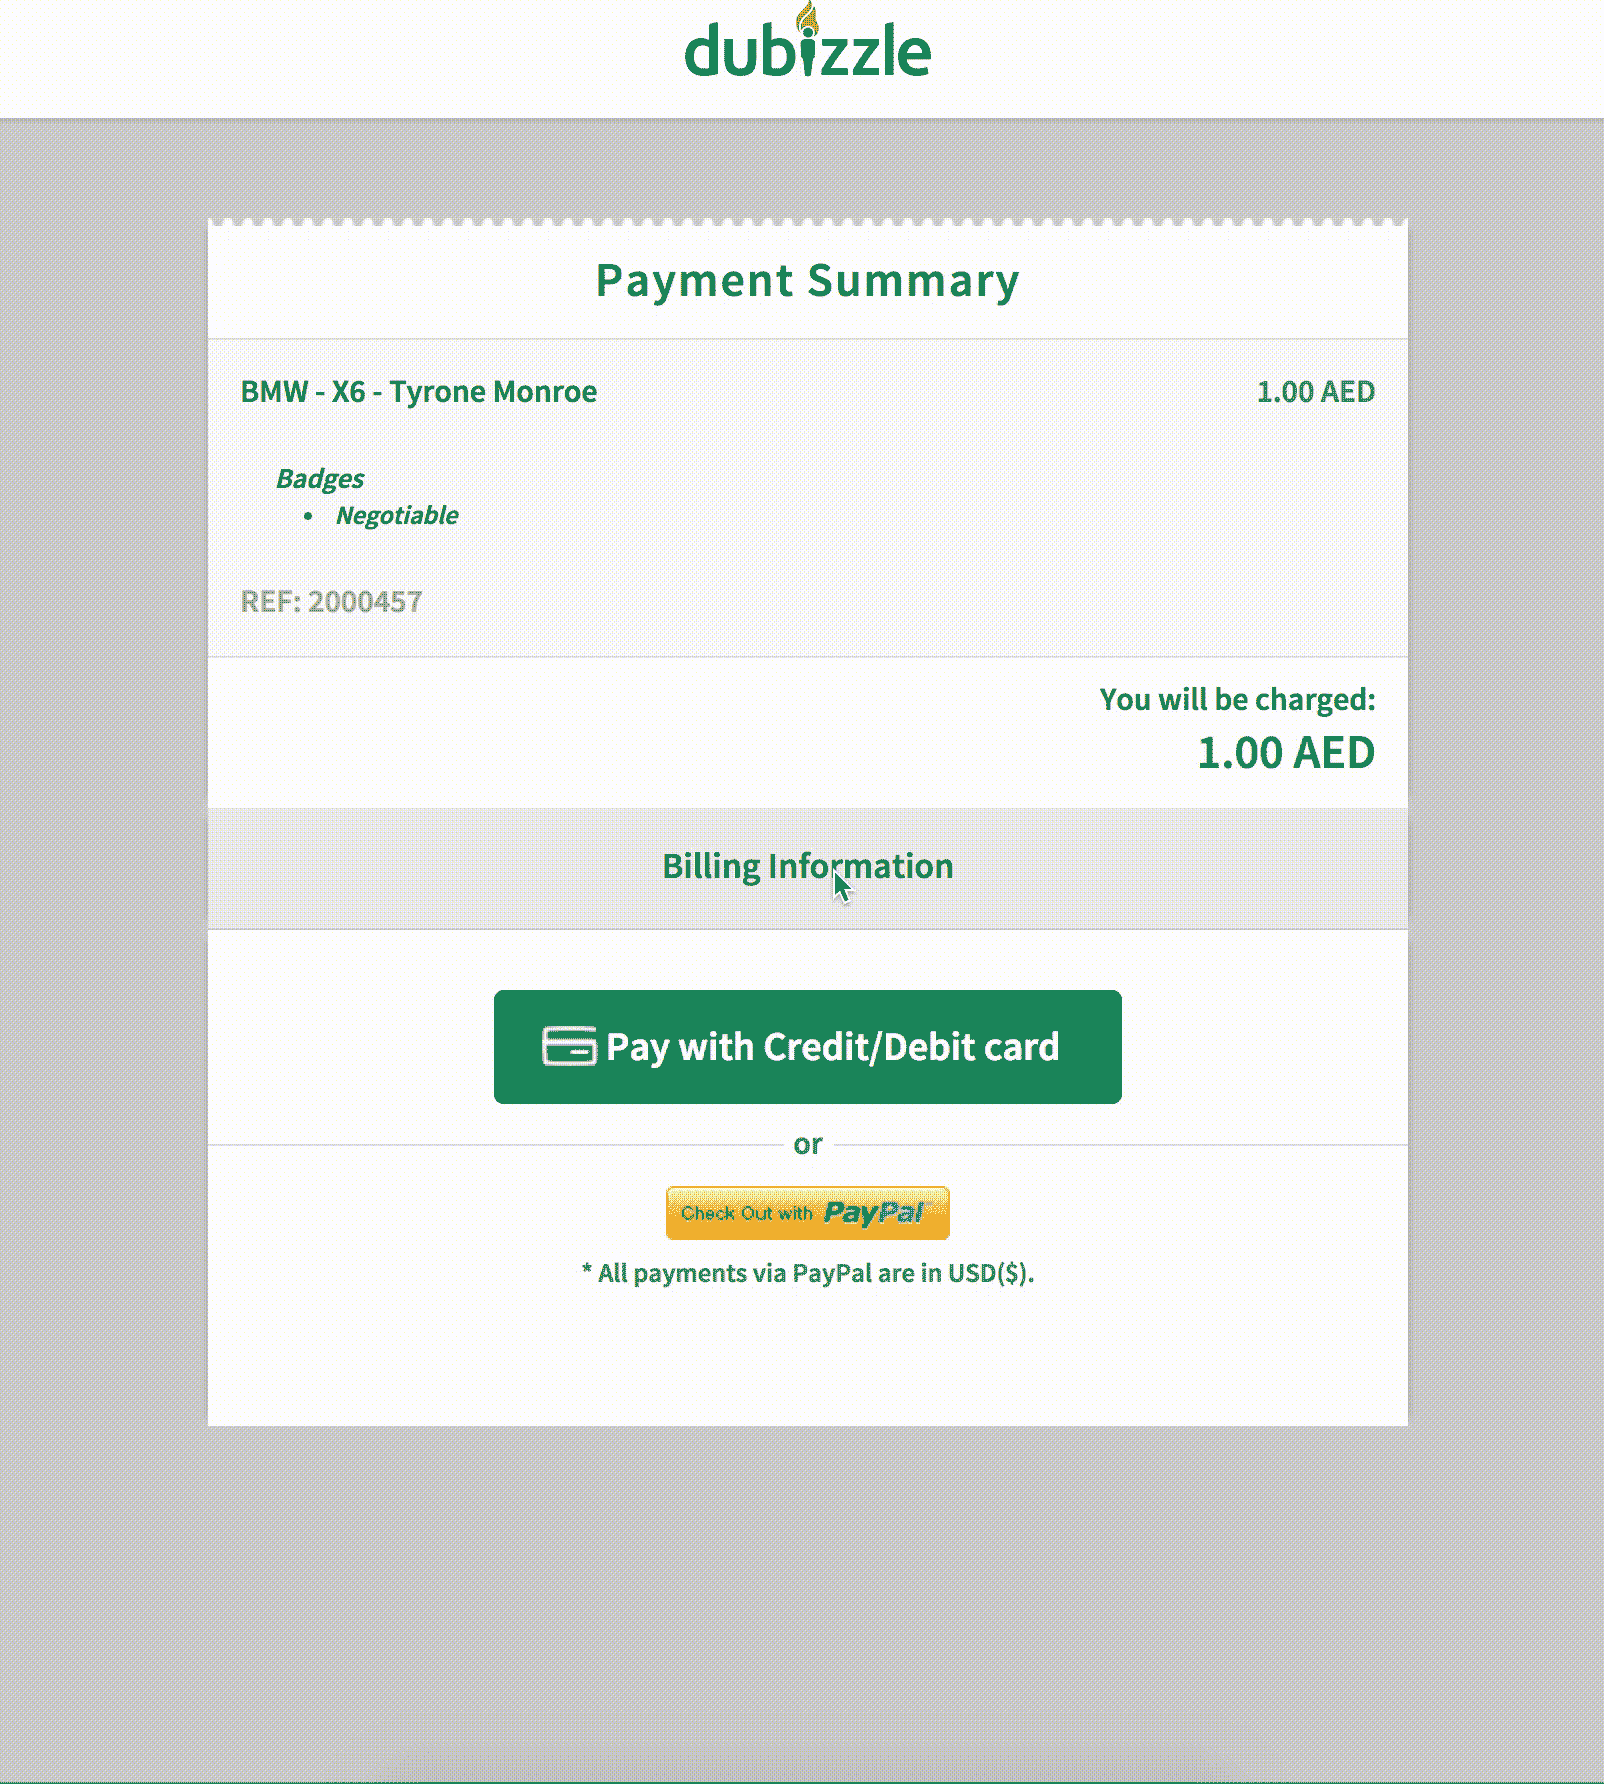 dubizzle
Payment Summary
BMW - X6 - Tyrone Monroe 1.00 AED
Badges
• Negotiable
REF: 2000457
You will be charged:
1.00 AED
Billing Information
Pay with Credit/Debit card
or
Check Out with PayPal
* All payments via PayPal are in USD($).